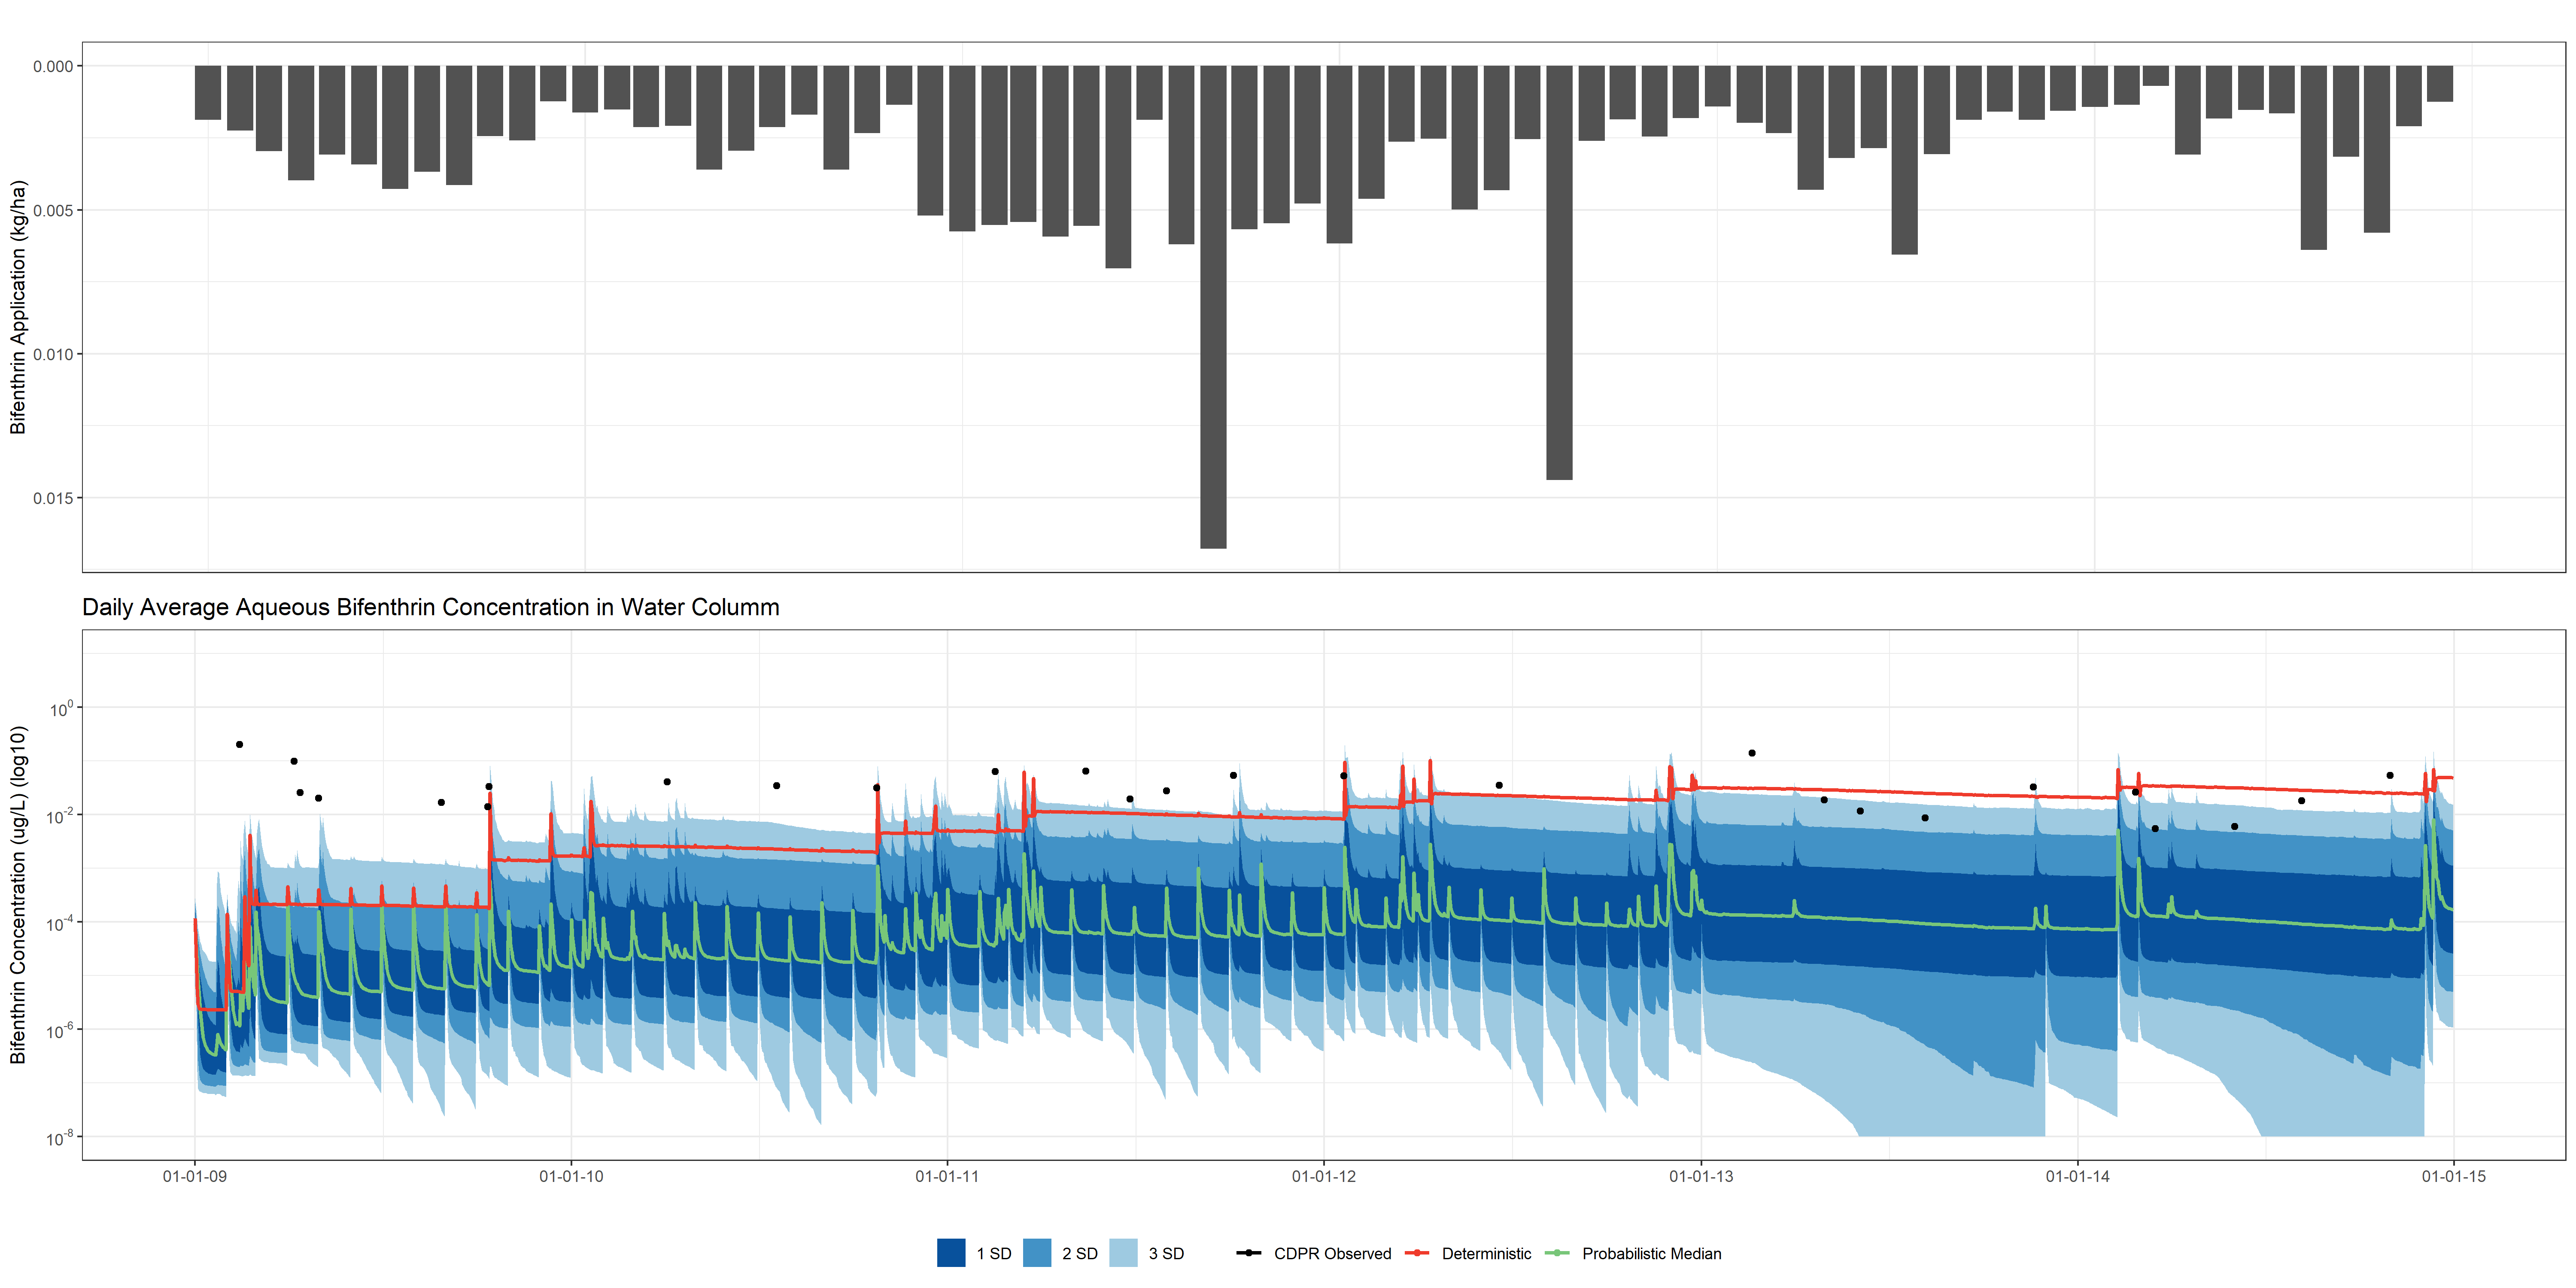 0.000
0.005
0.010
0.015
Bifenthrin Application (kg/ha)
Daily Average Aqueous Bifenthrin Concentration in Water Columm
10^0
10^-2
10^-4
10^-6
10^-8
Bifenthrin Concentration (ug/L) (log10)
01-01-09 01-01-10 01-01-11 01-01-12 01-01-13 01-01-14 01-01-15
1 SD 2 SD 3 SD CDPR Observed Deterministic Probabilistic Median